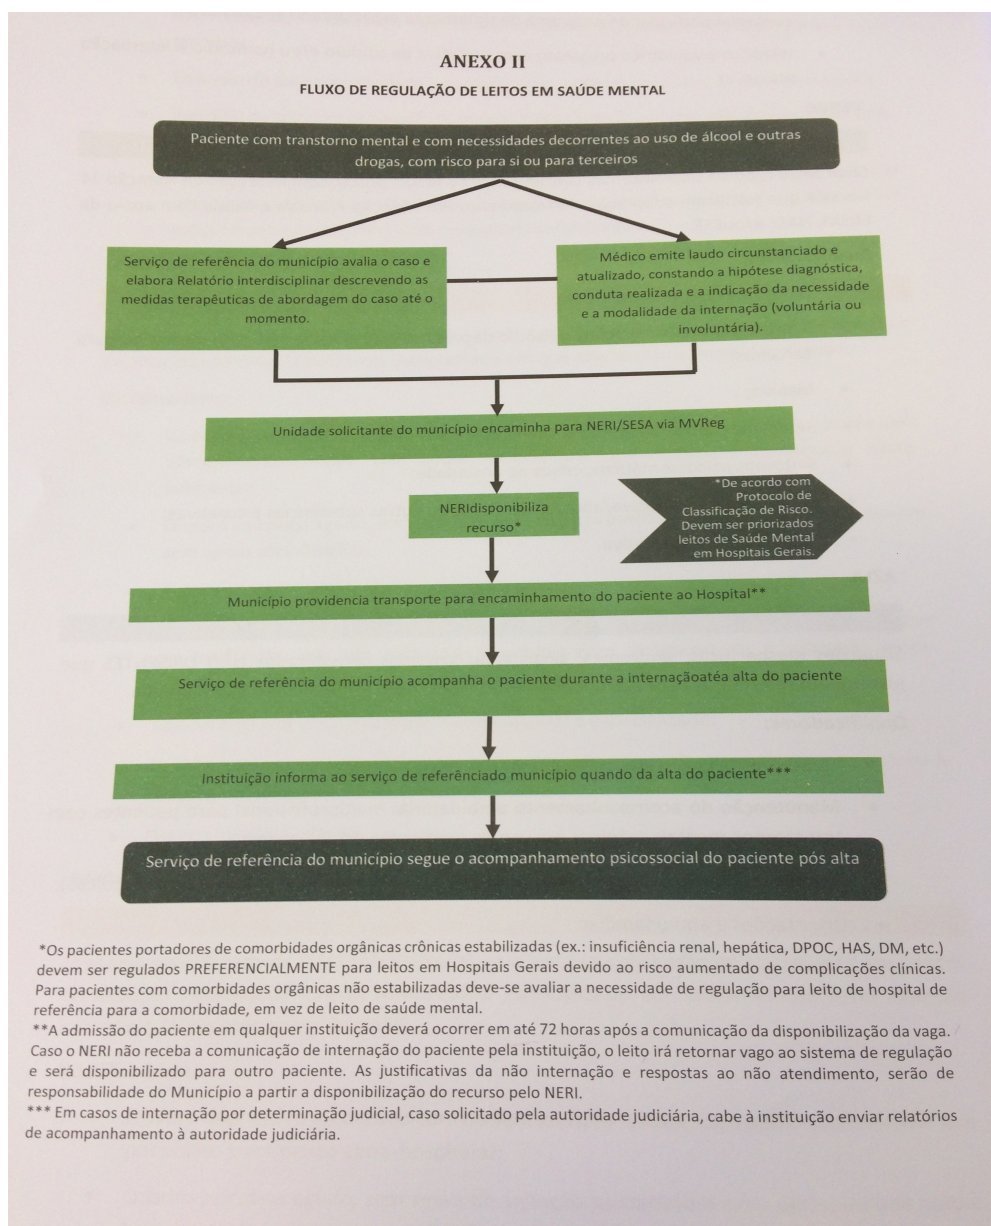 ANEXO II
FLUXO DE REGULAÇÃO DE LEITOS EM SAÚDE MENTAL
Paciente com transtorno mental e com necessidades decorrentes ao uso de álcool e outras
drogas, com risco para si ou para terceiros
Serviço de referência do município avalia o caso e
elabora Relatório interdisciplinar descrevendo as
medidas terapêuticas de abordagem do caso até o
momento.
Médico emite laudo circunstanciado e
atualizado, constando a hipótese diagnóstica,
conduta realizada e a indicação da necessidade
e a modalidade da internação (voluntária ou
involuntária).
Unidade solicitante do município encaminha para NERI/SESA via MVReg
NERIdisponibiliza
recurso*
*De acordo com
Protocolo de
Classificação de Risco.
Devem ser priorizados
leitos de Saúde Mental
em Hospitais Gerais.
Município providencia transporte para encaminhamento do paciente ao Hospital**
Serviço de referência do município acompanha o paciente durante a internaçãoatéa alta do paciente
Instituição informa ao serviço de referênciado município quando da alta do paciente***
Serviço de referência do município segue o acompanhamento psicossocial do paciente pós alta
*Os pacientes portadores de comorbidades orgânicas crônicas estabilizadas (ex.: insuficiência renal, hepática, DPOC, HAS, DM, etc.)
devem ser regulados PREFERENCIALMENTE para leitos em Hospitais Gerais devido ao risco aumentado de complicações clínicas.
Para pacientes com comorbidades orgânicas não estabilizadas deve-se avaliar a necessidade de regulação para leito de hospital de
referência para a comorbidade, em vez de leito de saúde mental.
**A admissão do paciente em qualquer instituição deverá ocorrer em até 72 horas após a comunicação da disponibilização da vaga.
Caso o NERI não receba a comunicação de internação do paciente pela instituição, o leito irá retornar vago ao sistema de regulação
e será disponibilizado para outro paciente. As justificativas da não internação e respostas ao não atendimento, serão de
responsabilidade do Município a partir a disponibilização do recurso pelo NERI.
*** Em casos de internação por determinação judicial, caso solicitado pela autoridade judiciária, cabe à instituição enviar relatórios
de acompanhamento à autoridade judiciária.